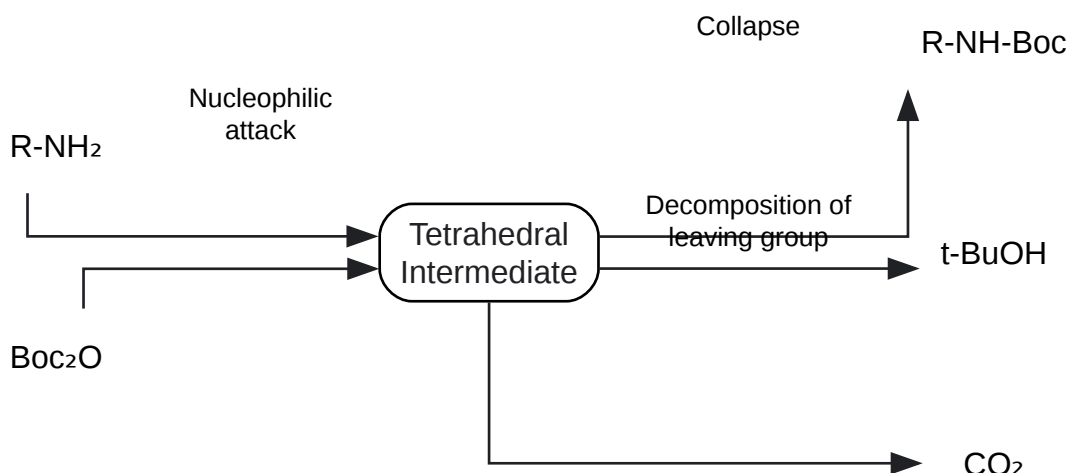 Collapse
R-NH-Boc
Nucleophilic
attack
R-NH₂
Decomposition of
leaving group
Tetrahedral
Intermediate
t-BuOH
Boc₂O
CO₂